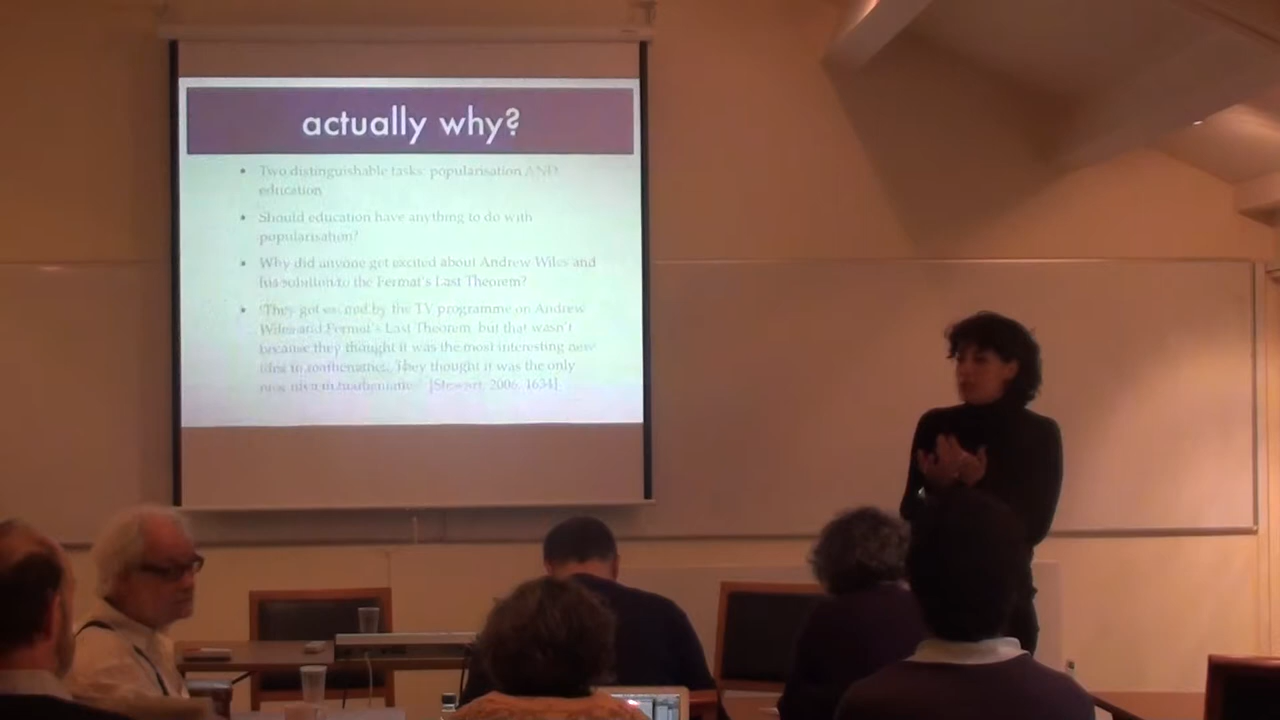 actually why?
• Two distinguishable tasks: popularisation AND
education
• Should education have anything to do with
popularisation?
• Why did anyone get excited about Andrew Wiles and
his solution to the Fermat's Last Theorem?
• 'They got excited by the TV programme on Andrew
Wiles and Fermat's Last Theorem, but that wasn't
because they thought it was the most interesting new
idea in mathematics. They thought it was the only
new idea in mathematics.' [Stewart, 2006, 1634]